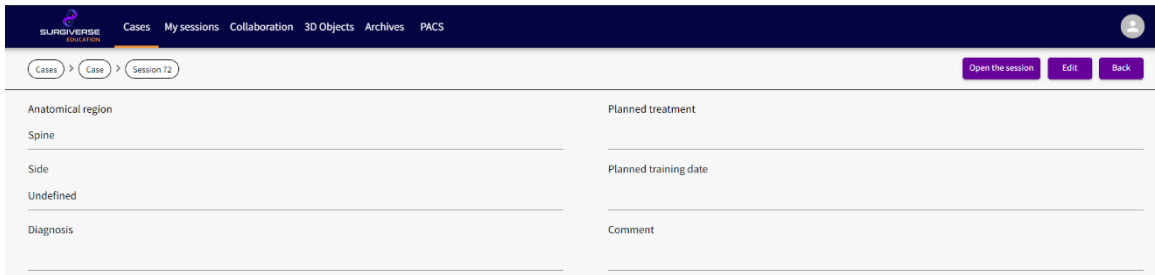 SURGIVERSE
EDUCATION
Cases My sessions Collaboration 3D Objects Archives PACS
Cases > Case > Session 72
Open the session Edit Back
Anatomical region
Spine
Planned treatment
Side
Undefined
Planned training date
Diagnosis
Comment